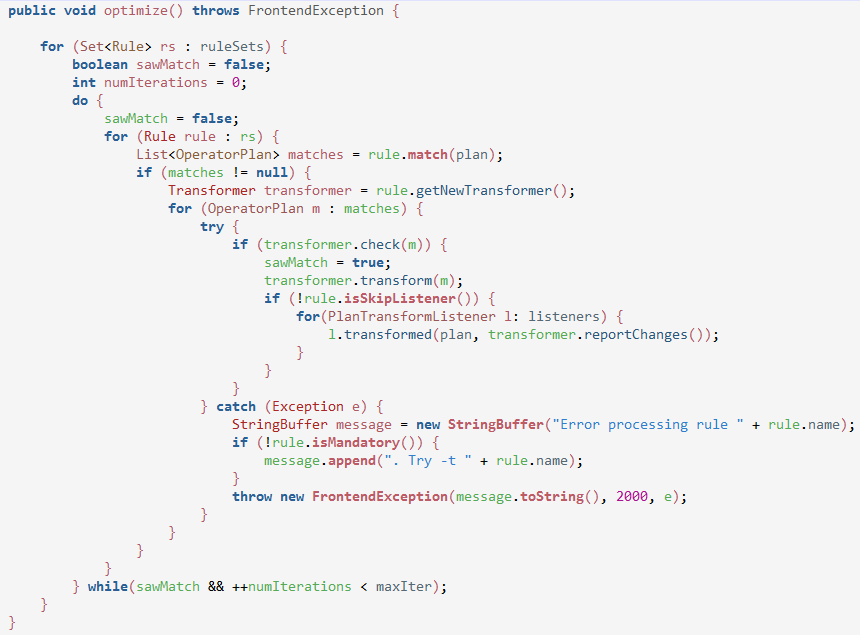 public void optimize() throws FrontendException {
for (Set<Rule> rs : ruleSets) {
boolean sawMatch = false;
int numIterations = 0;
do {
sawMatch = false;
for (Rule rule : rs) {
List<OperatorPlan> matches = rule.match(plan);
if (matches != null) {
Transformer transformer = rule.getNewTransformer();
for (OperatorPlan m : matches) {
try {
if (transformer.check(m)) {
sawMatch = true;
transformer.transform(m);
if (!rule.isSkipListener()) {
for(PlanTransformListener l: listeners) {
l.transformed(plan, transformer.reportChanges());
}
}
}
} catch (Exception e) {
StringBuffer message = new StringBuffer("Error processing rule " + rule.name);
if (!rule.isMandatory()) {
message.append(". Try -t " + rule.name);
}
throw new FrontendException(message.toString(), 2000, e);
}
}
}
}
} while(sawMatch && ++numIterations < maxIter);
}
}